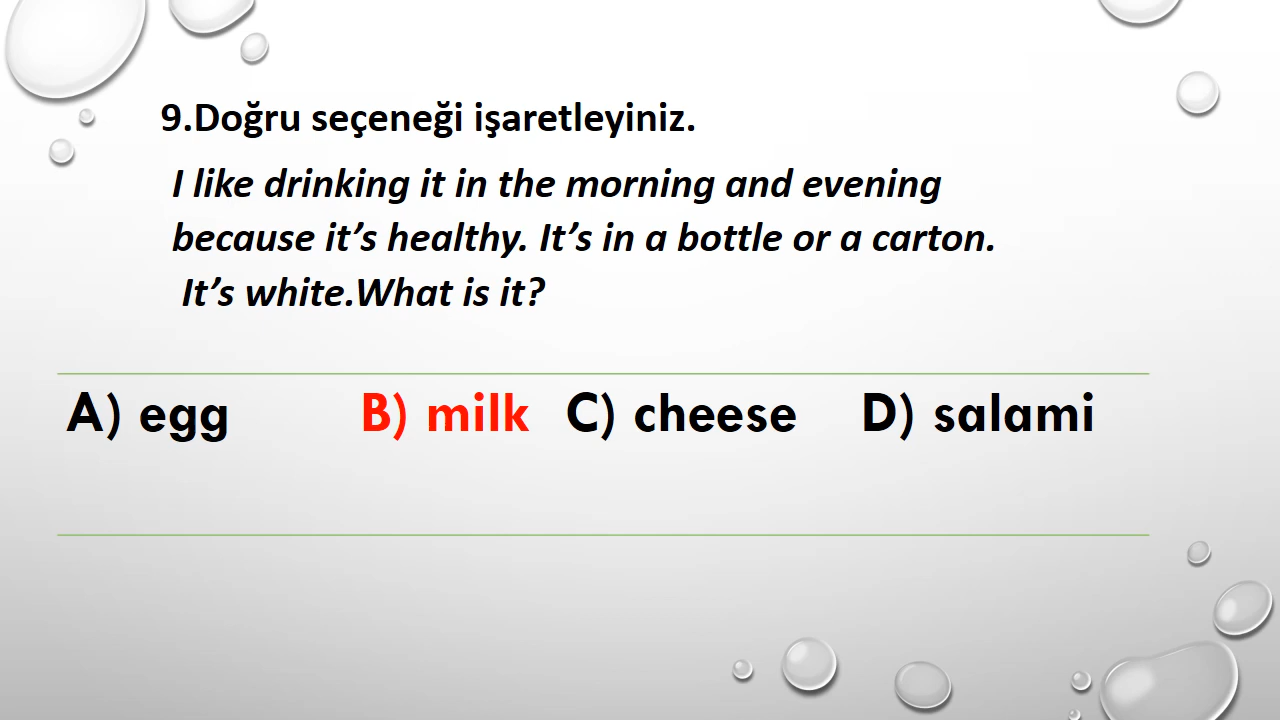 9.Doğru seçeneği işaretleyiniz.
I like drinking it in the morning and evening
because it’s healthy. It’s in a bottle or a carton.
It’s white.What is it?
A) egg B) milk C) cheese D) salami